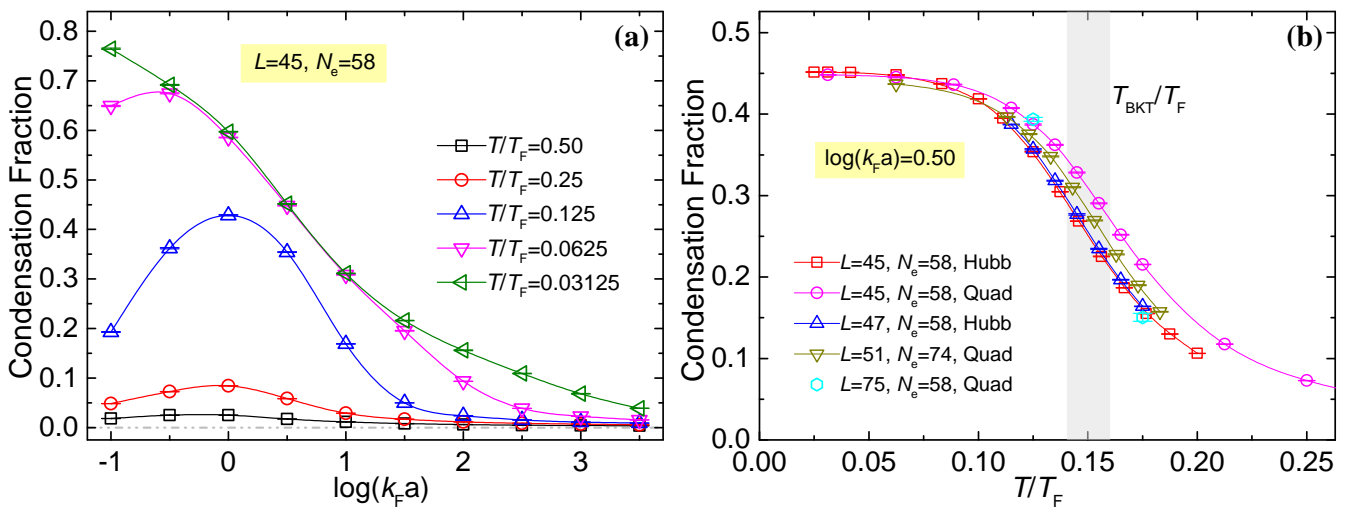 (a)
L=45, Ne=58
T/TF=0.50
T/TF=0.25
T/TF=0.125
T/TF=0.0625
T/TF=0.03125
Condensation Fraction
0.8
0.7
0.6
0.5
0.4
0.3
0.2
0.1
0.0
-1 0 1 2 3
log(kFa)
(b)
TBKT/TF
log(kFa)=0.50
L=45, Ne=58, Hubb
L=45, Ne=58, Quad
L=47, Ne=58, Hubb
L=51, Ne=74, Quad
L=75, Ne=58, Quad
Condensation Fraction
0.5
0.4
0.3
0.2
0.1
0.0
0.00 0.05 0.10 0.15 0.20 0.25
T/TF